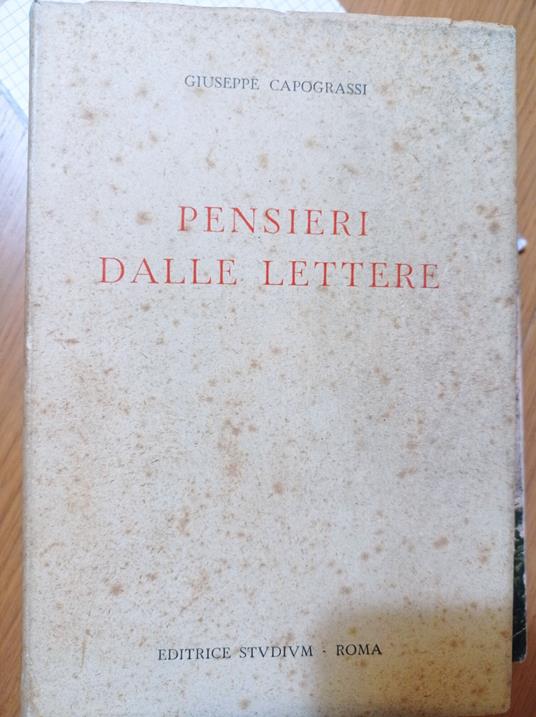 GIUSEPPE CAPOGRASSI
PENSIERI
DALLE LETTERE
EDITRICE STVDIVM - ROMA